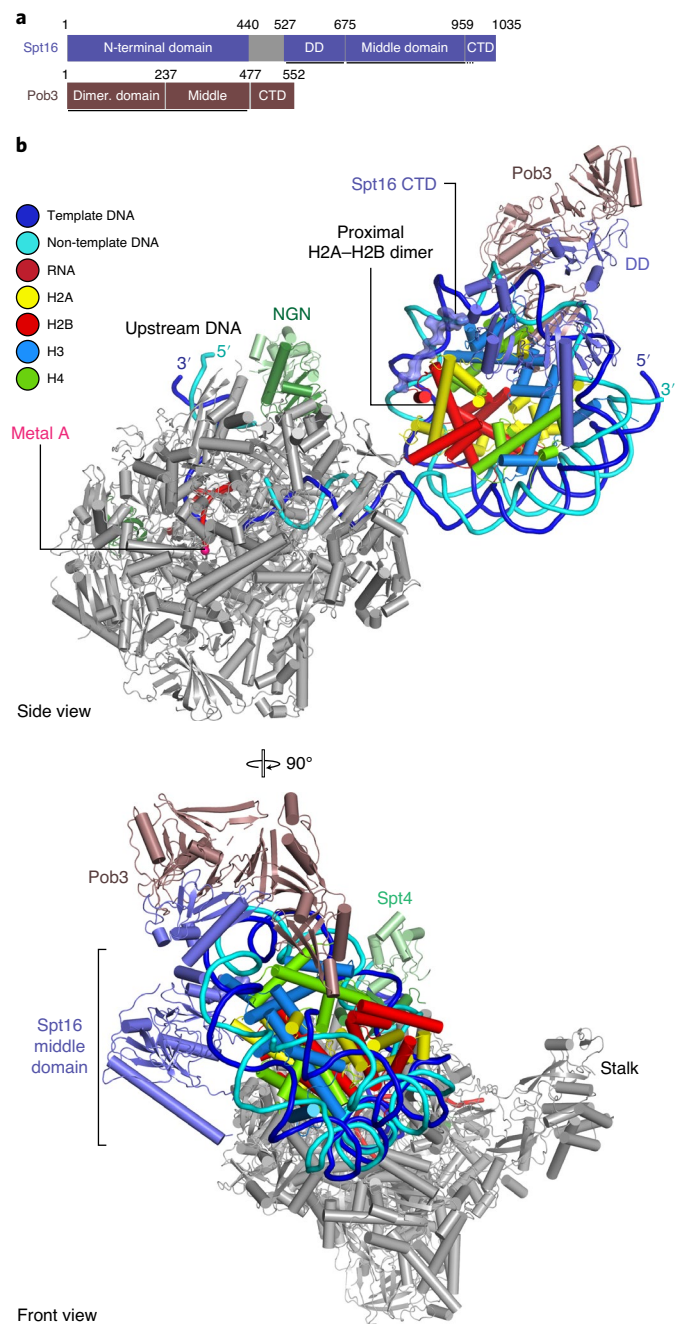 a
1 440 527 675 959 1035
Spt16 N-terminal domain DD Middle domain CTD
1 237 477 552
Pob3 Dimer. domain Middle CTD
b
Pob3
Spt16 CTD
Proximal
H2A–H2B dimer
DD
Template DNA
Non-template DNA
RNA
H2A
H2B
H3
H4
NGN
Upstream DNA
3′ 5′
5′
3′
Metal A
Side view
90°
Pob3
Spt4
Spt16
middle
domain
Stalk
Front view